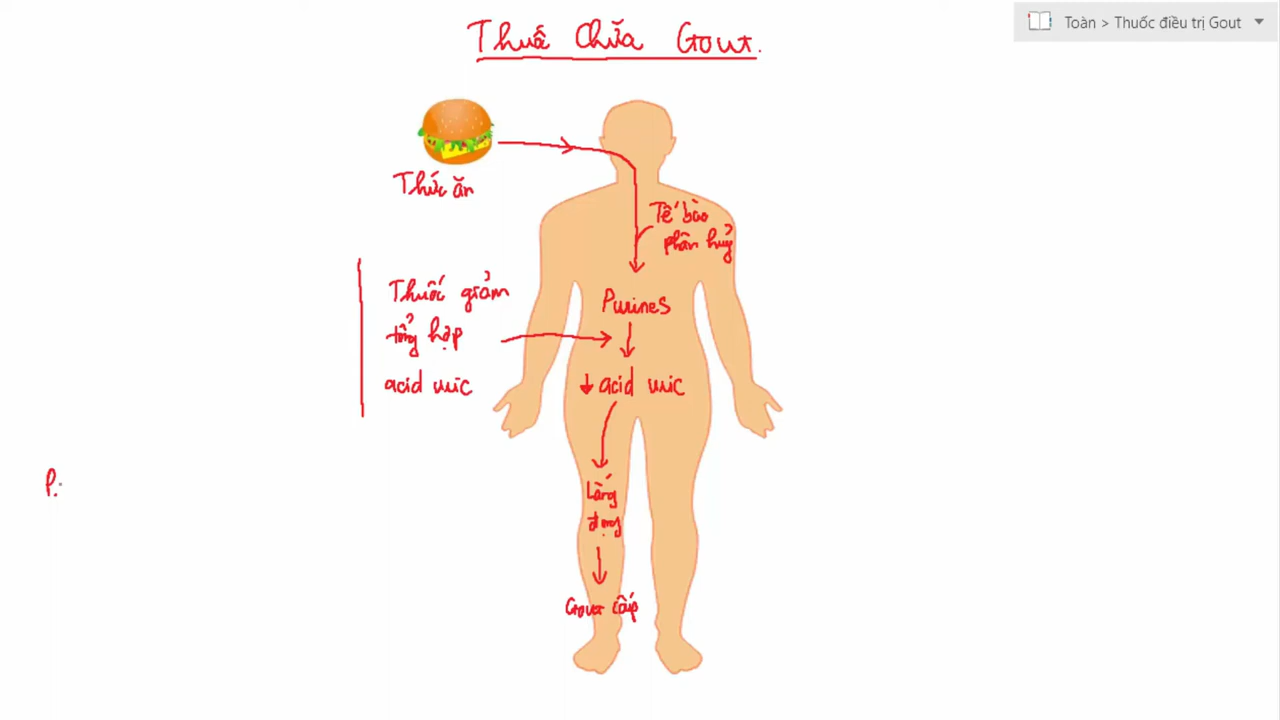 Thuốc Chữa Gout.
Toàn > Thuốc điều trị Gout
Thức ăn
Tế bào
phân huỷ
Thuốc giảm
tổng hợp
acid uric
Purines
↓ acid uric
Lắng
đọng
Gout cấp
P.